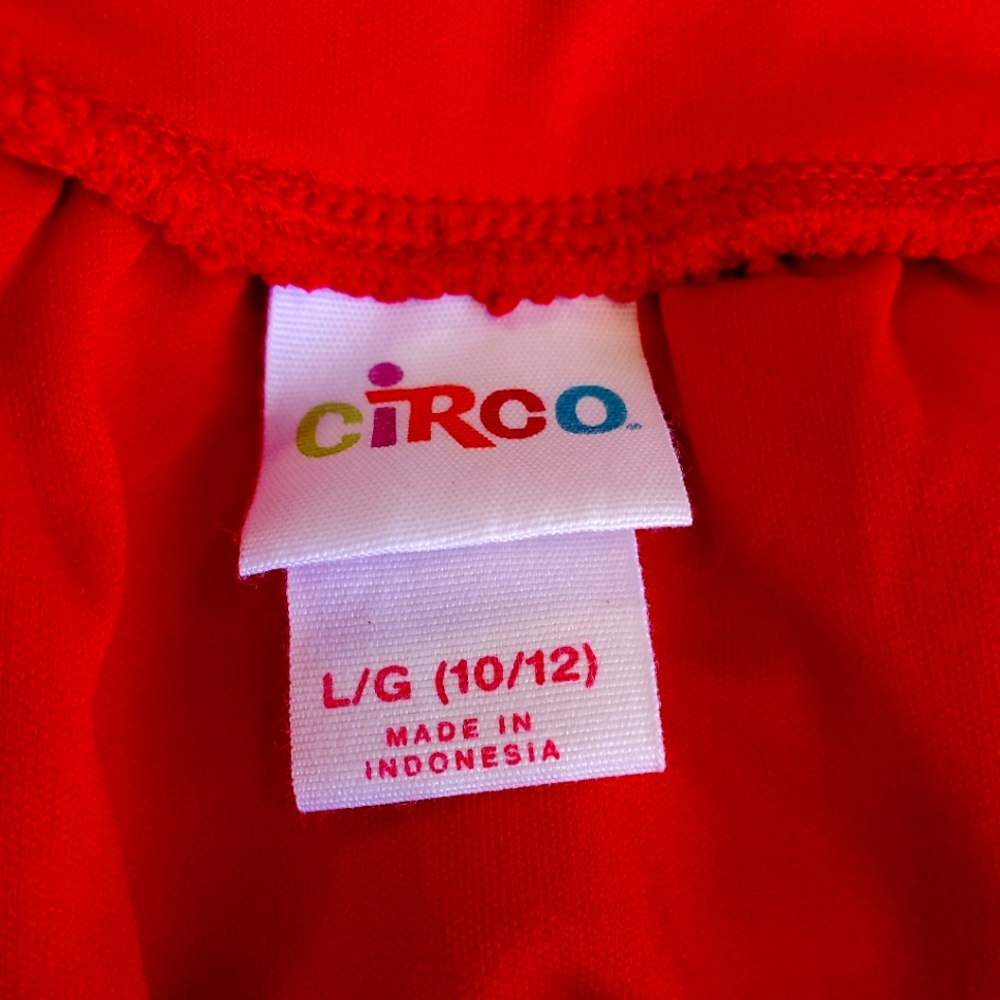 CiRCO
L/G (10/12)
MADE IN
INDONESIA